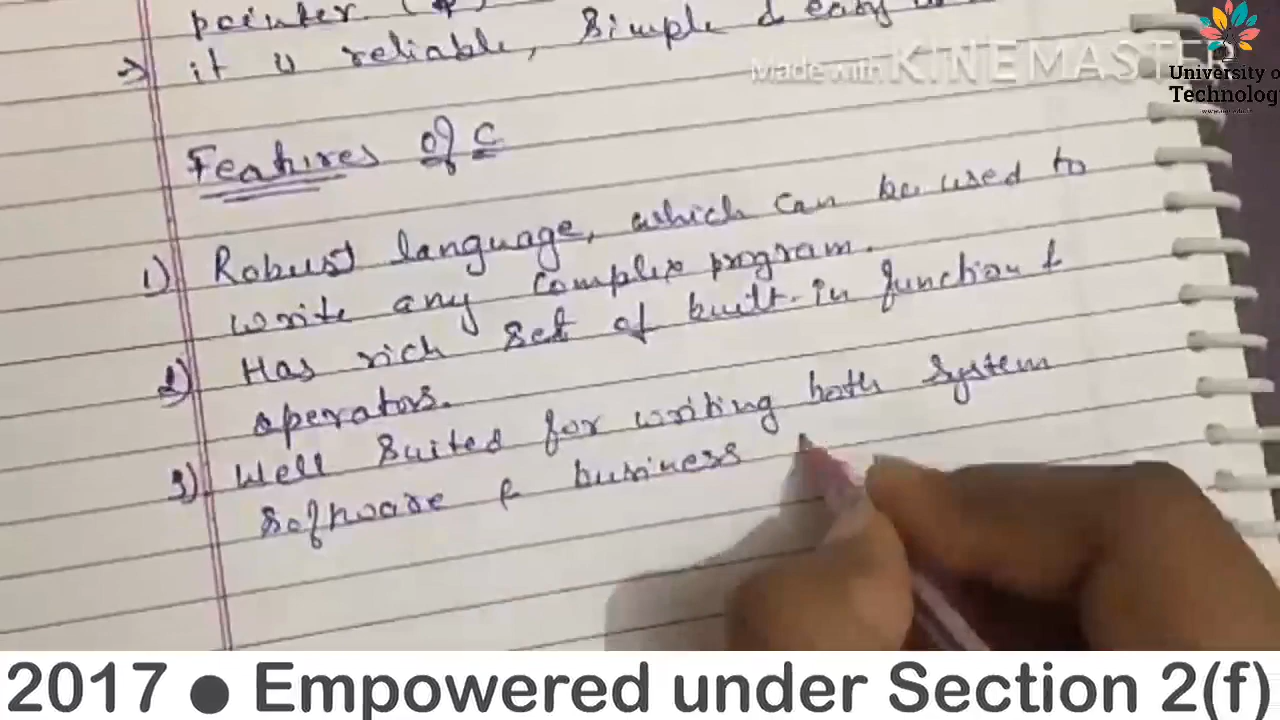 pointer. (*)
→ it is reliable, Simple & easy
Made with KINEMASTER
University of
Technology
Features of C
1) Robust language, which can be used to
write any complex program.
2) Has rich set of built-in function &
operators.
3) Well suited for writing both system
software & business
2017 ● Empowered under Section 2(f)